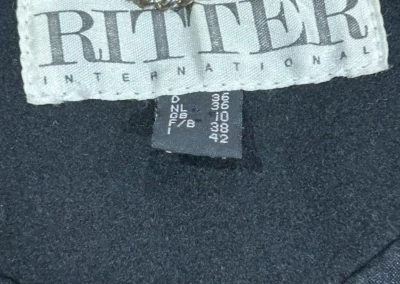 RITTER
INTERNATIONAL
D 36
NL 36
GB 10
F/B 38
I 42